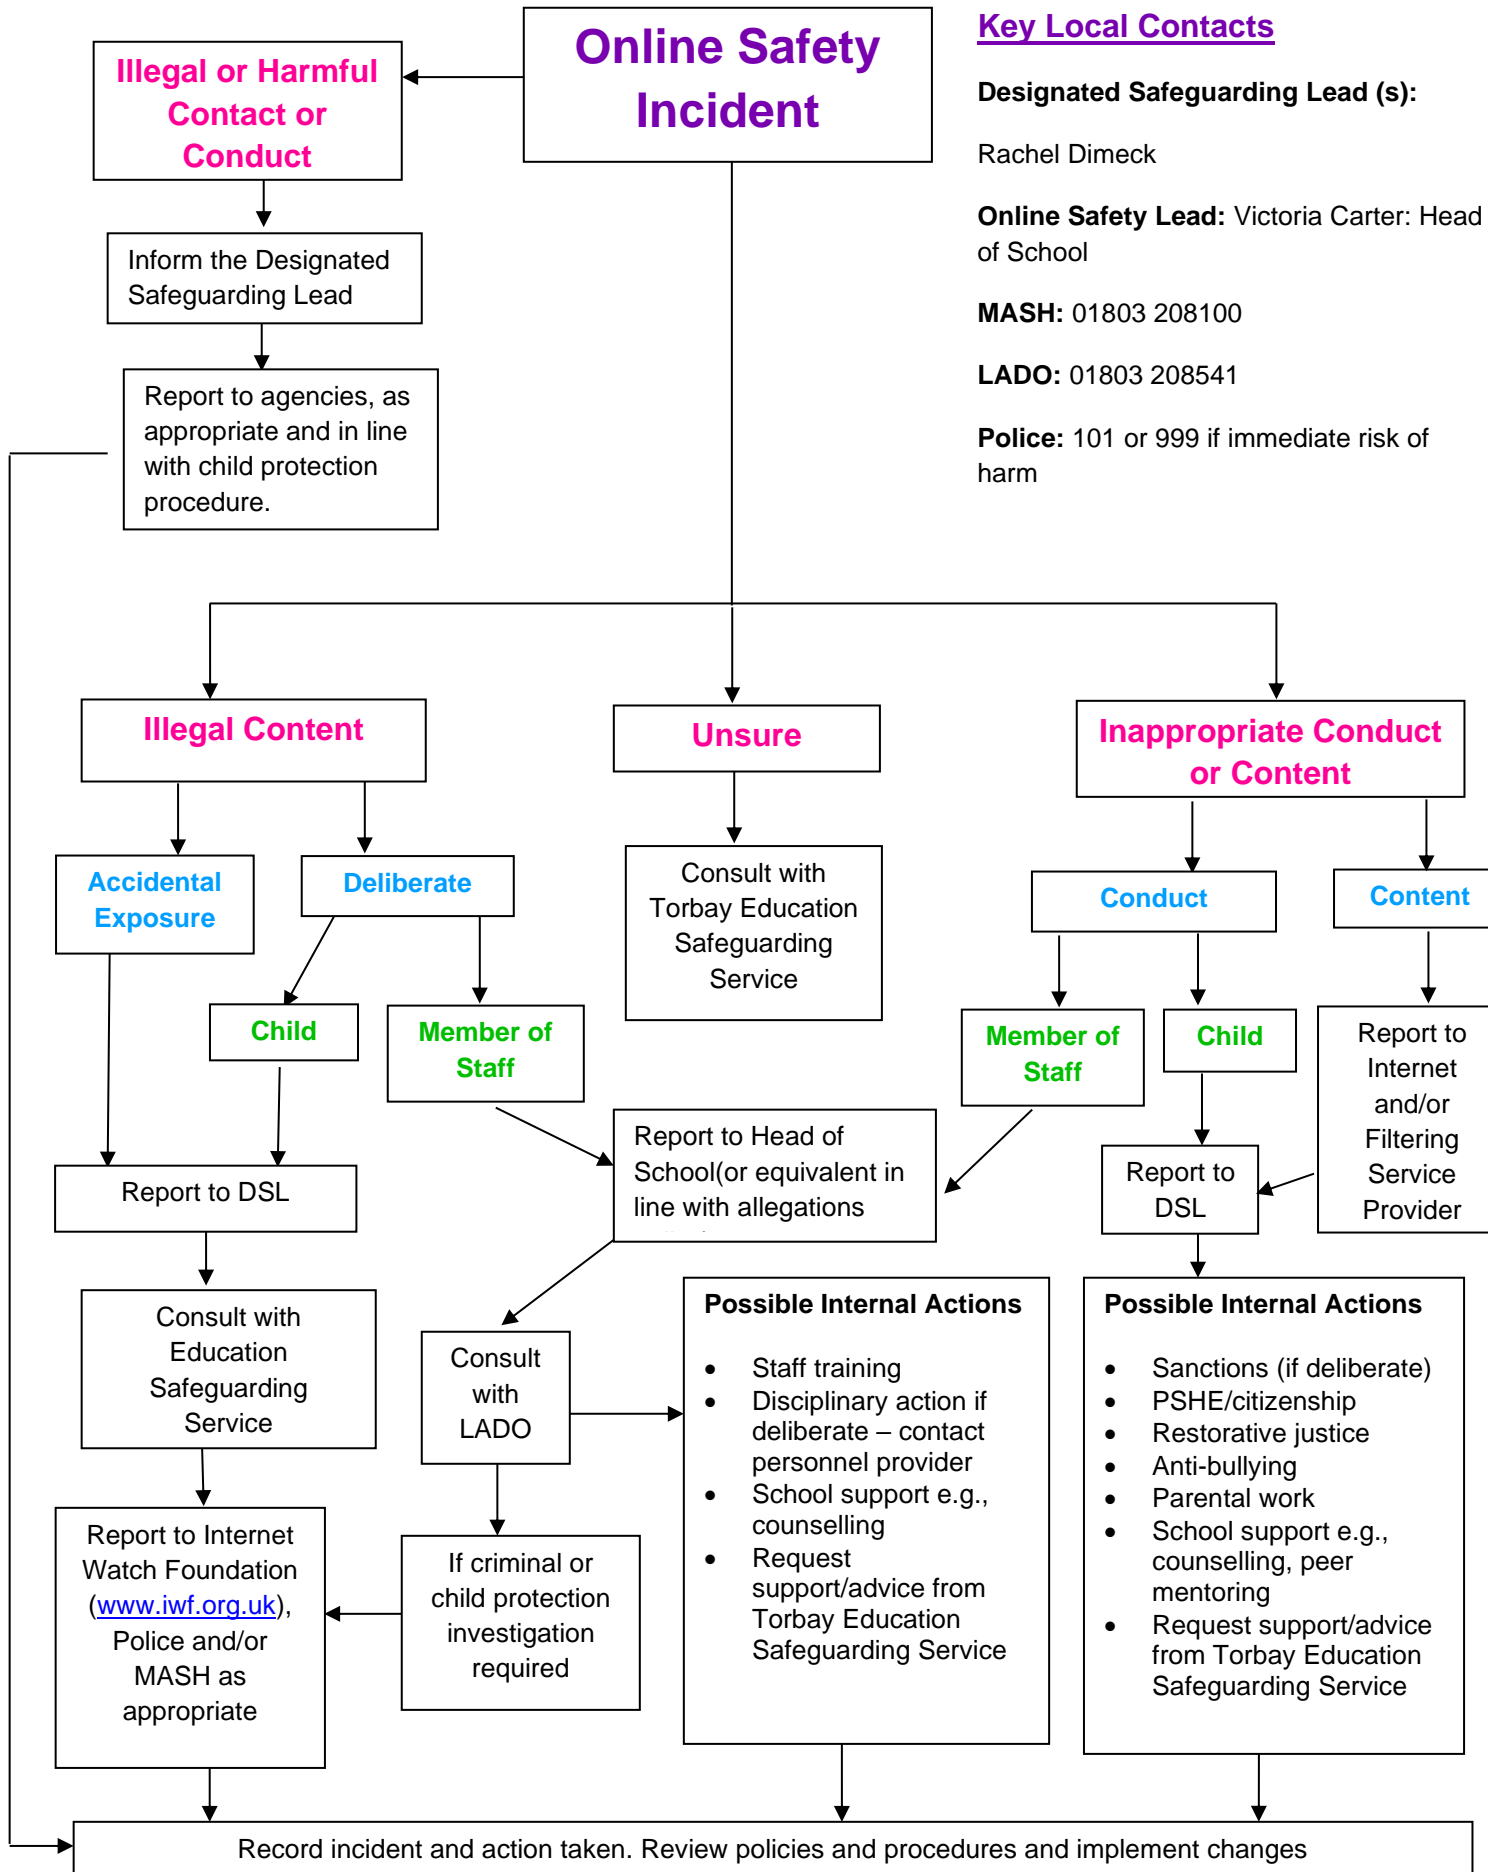 Online Safety
Incident
Key Local Contacts
Designated Safeguarding Lead (s):
Rachel Dimeck
Online Safety Lead: Victoria Carter: Head
of School
MASH: 01803 208100
LADO: 01803 208541
Police: 101 or 999 if immediate risk of
harm
Illegal or Harmful
Contact or
Conduct
Inform the Designated
Safeguarding Lead
Report to agencies, as
appropriate and in line
with child protection
procedure.
Illegal Content
Unsure
Inappropriate Conduct
or Content
Accidental
Exposure
Deliberate
Consult with
Torbay Education
Safeguarding
Service
Conduct
Content
Child
Member of
Staff
Member of
Staff
Child
Report to
Internet
and/or
Filtering
Service
Provider
Report to DSL
Report to Head of
School(or equivalent in
line with allegations
Report to
DSL
Consult with
Education
Safeguarding
Service
Consult
with
LADO
Possible Internal Actions
• Staff training
• Disciplinary action if
deliberate – contact
personnel provider
• School support e.g.,
counselling
• Request
support/advice from
Torbay Education
Safeguarding Service
Possible Internal Actions
• Sanctions (if deliberate)
• PSHE/citizenship
• Restorative justice
• Anti-bullying
• Parental work
• School support e.g.,
counselling, peer
mentoring
• Request support/advice
from Torbay Education
Safeguarding Service
Report to Internet
Watch Foundation
(www.iwf.org.uk),
Police and/or
MASH as
appropriate
If criminal or
child protection
investigation
required
Record incident and action taken. Review policies and procedures and implement changes